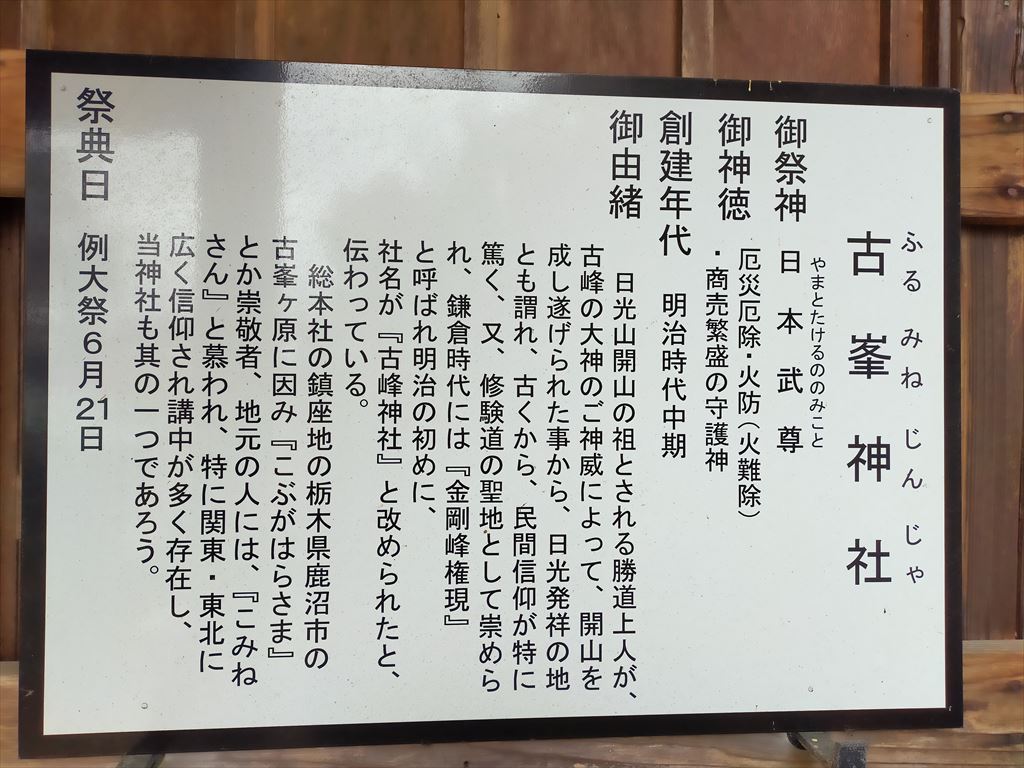 ふるみねじんじゃ
古峯神社
やまとたけるののみこと
御祭神 日本武尊
御神徳 厄災厄除・火防(火難除)
・商売繁盛の守護神
創建年代 明治時代中期
御由緒
日光山開山の祖とされる勝道上人が、
古峰の大神のご神威によって、開山を
成し遂げられた事から、日光発祥の地
とも謂れ、古くから、民間信仰が特に
篤く、又、修験道の聖地として崇めら
れ、鎌倉時代には『金剛峰権現』
と呼ばれ明治の初めに、
社名が『古峰神社』と改められたと、
伝わっている。
総本社の鎮座地の栃木県鹿沼市の
古峯ヶ原に因み『こぶがはらさま』
とか崇敬者、地元の人には、『こみね
さん』と慕われ、特に関東・東北に
広く信仰され講中が多く存在し、
当神社も其の一つであろう。
祭典日 例大祭6月21日